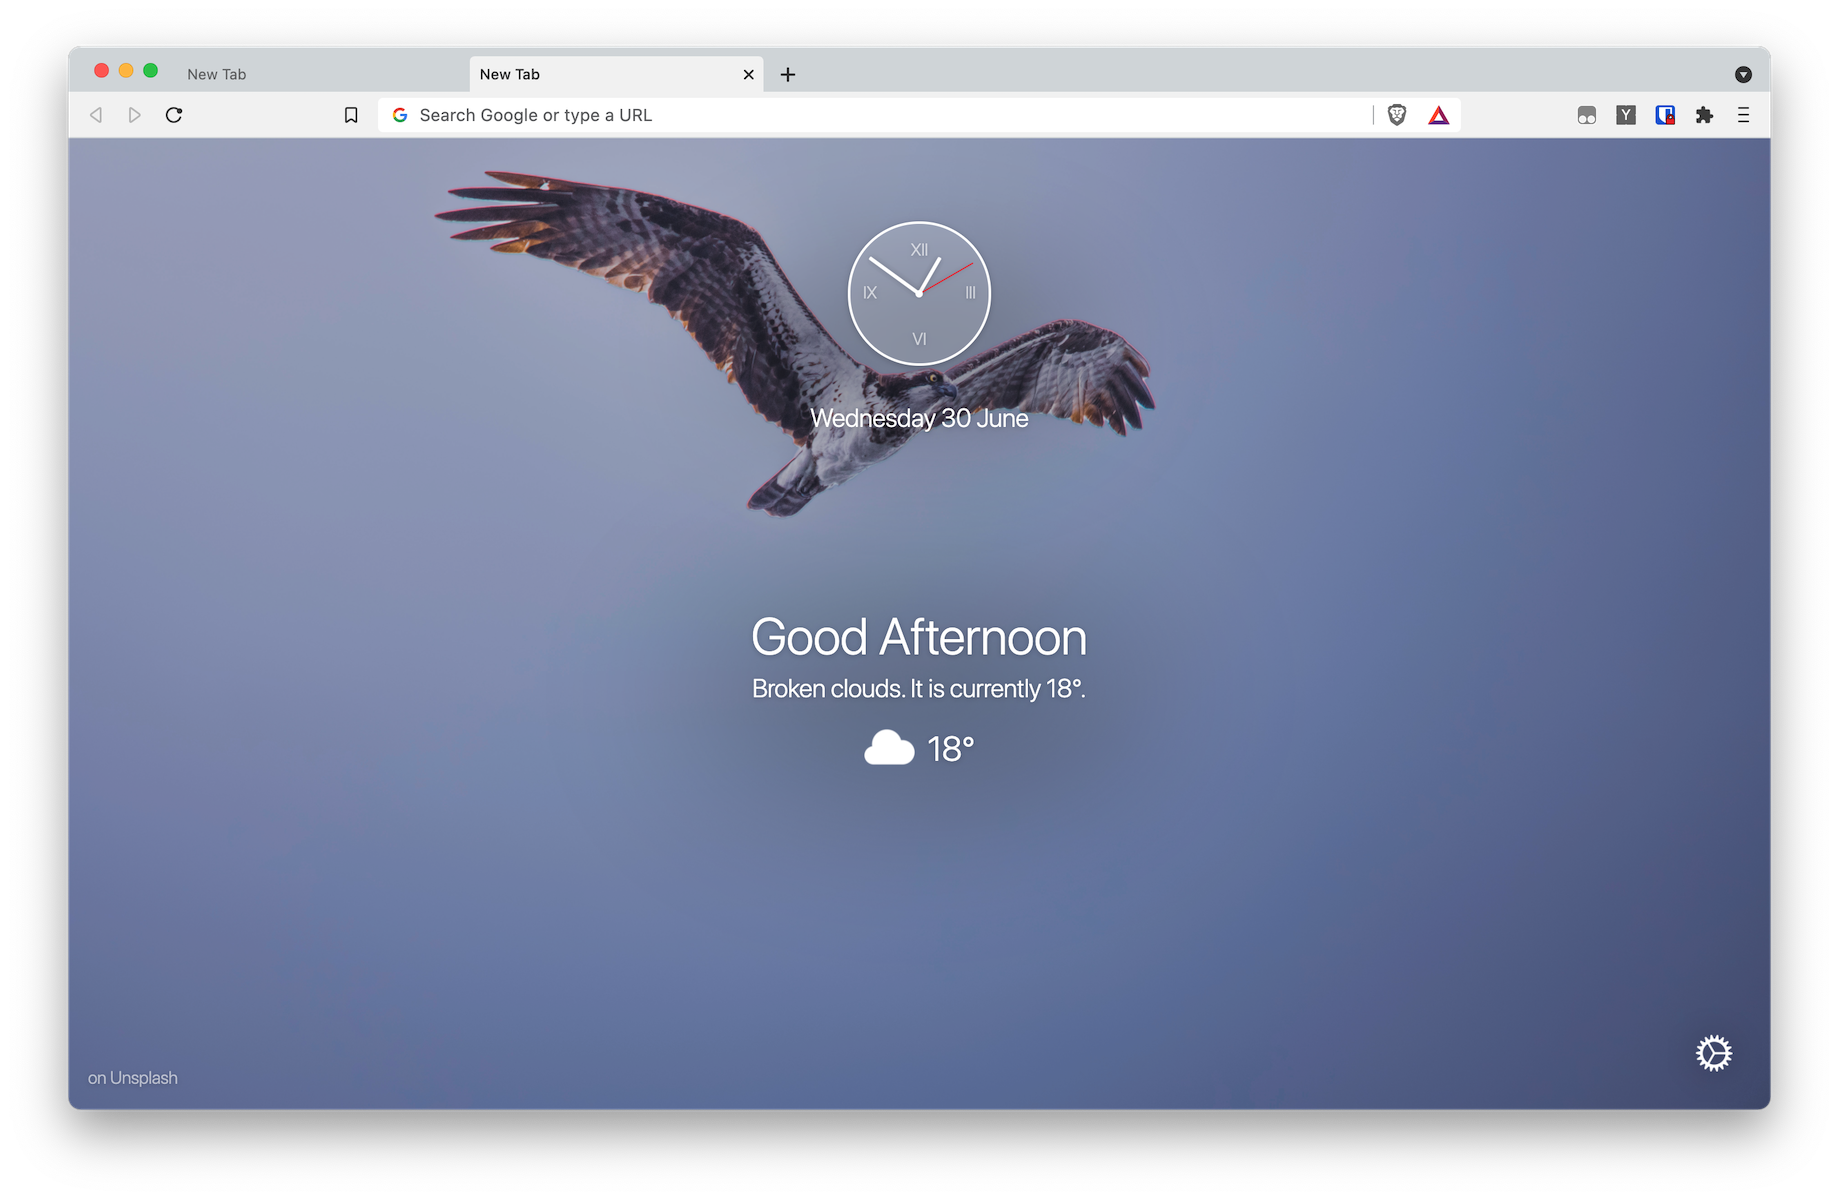 New Tab
New Tab
Search Google or type a URL
Y
XII
IX
III
VI
Wednesday 30 June
Good Afternoon
Broken clouds. It is currently 18°.
18°
on Unsplash